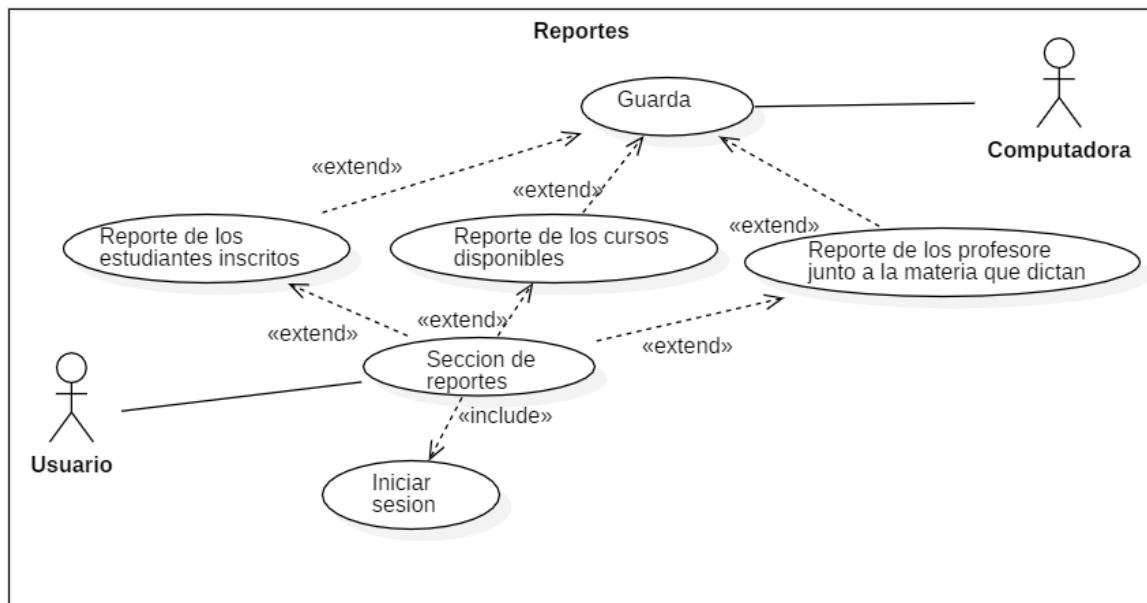 Reportes
Guarda
Computadora
«extend»
«extend»
«extend»
Reporte de los
estudiantes inscritos
Reporte de los cursos
disponibles
Reporte de los profesore
junto a la materia que dictan
«extend»
«extend»
«extend»
Seccion de
reportes
«include»
Usuario
Iniciar
sesion